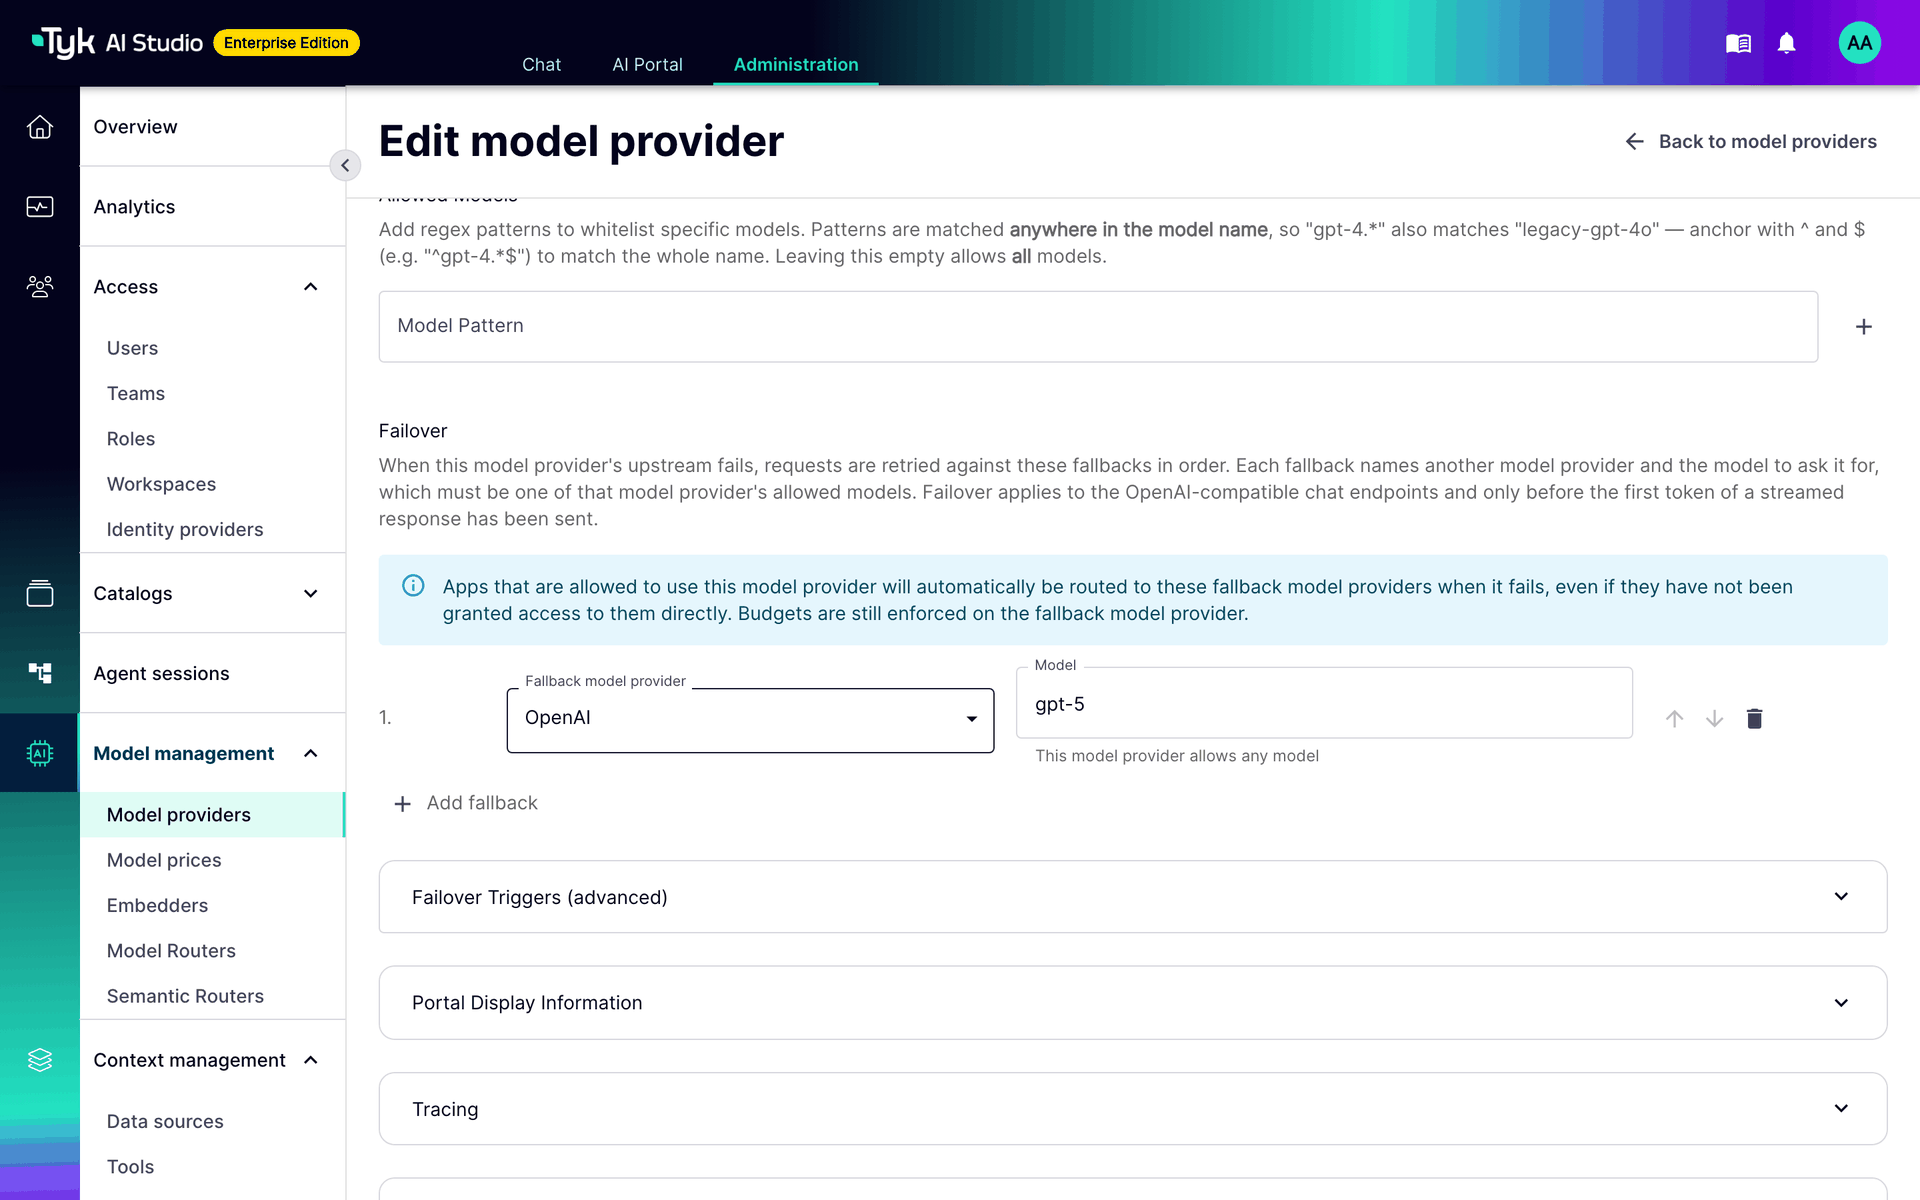 Tyk AI Studio Enterprise Edition
Chat AI Portal Administration
AA
Overview
Analytics
Access
Users
Teams
Roles
Workspaces
Identity providers
Catalogs
Agent sessions
Model management
AI
Model providers
Model prices
Embedders
Model Routers
Semantic Routers
Context management
Data sources
Tools
Edit model provider
Back to model providers
Allowed Models
Add regex patterns to whitelist specific models. Patterns are matched anywhere in the model name, so "gpt-4.*" also matches "legacy-gpt-4o" — anchor with ^ and $
(e.g. "^gpt-4.*$") to match the whole name. Leaving this empty allows all models.
Model Pattern
Failover
When this model provider's upstream fails, requests are retried against these fallbacks in order. Each fallback names another model provider and the model to ask it for,
which must be one of that model provider's allowed models. Failover applies to the OpenAI-compatible chat endpoints and only before the first token of a streamed
response has been sent.
Apps that are allowed to use this model provider will automatically be routed to these fallback model providers when it fails, even if they have not been
granted access to them directly. Budgets are still enforced on the fallback model provider.
1.
Fallback model provider
OpenAI
Model
gpt-5
This model provider allows any model
Add fallback
Failover Triggers (advanced)
Portal Display Information
Tracing